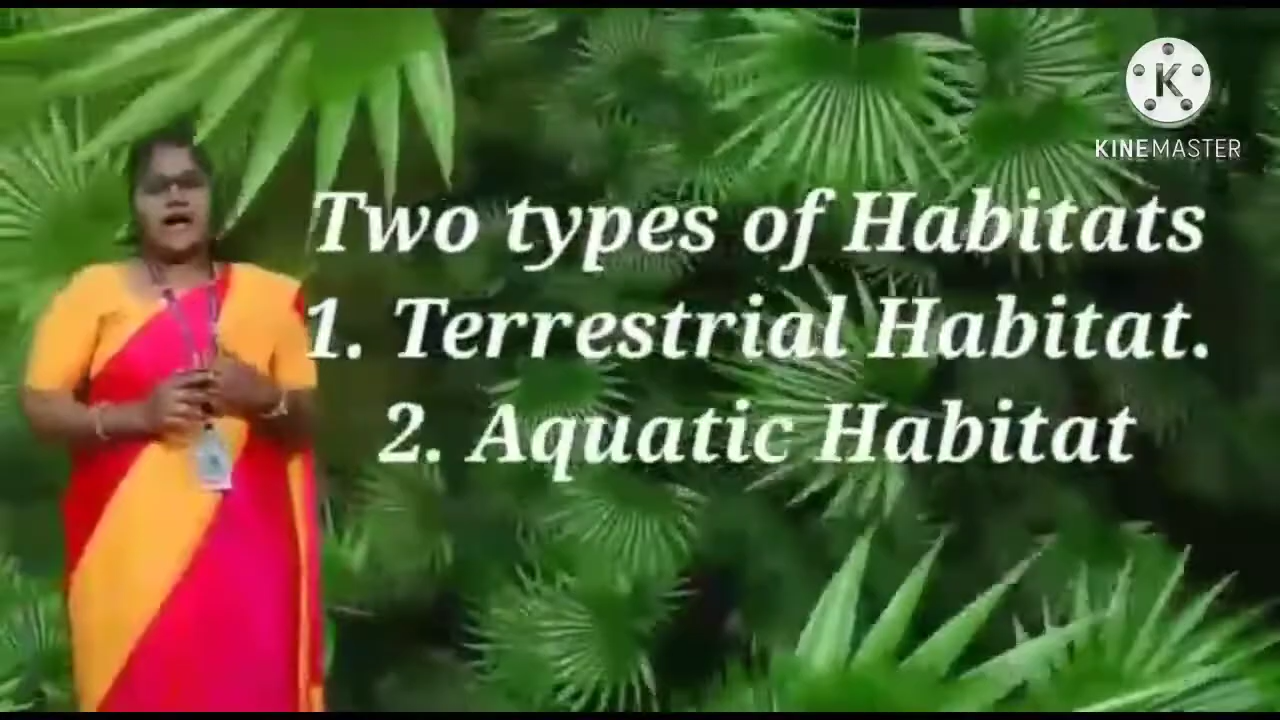 KINEMASTER
Two types of Habitats
1. Terrestrial Habitat.
2. Aquatic Habitat